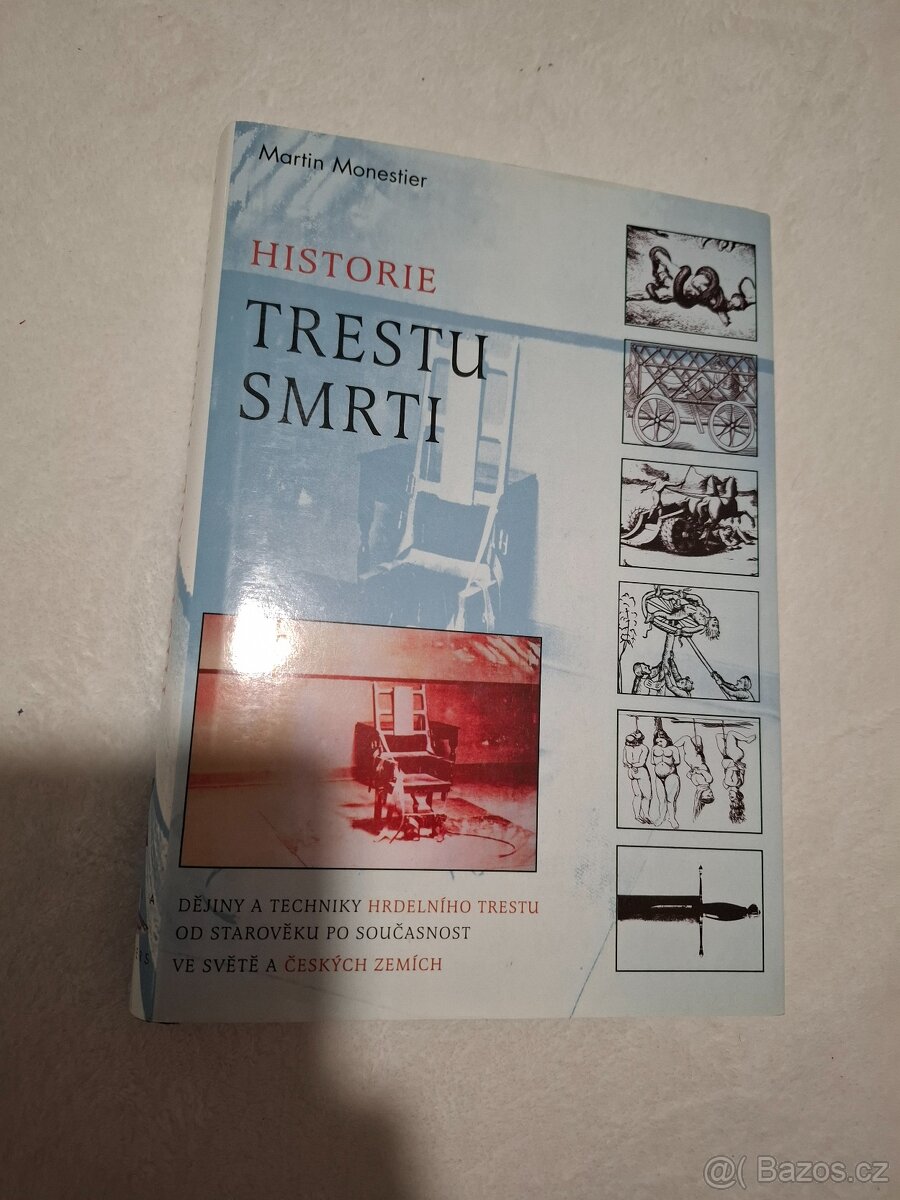 Martin Monestier
HISTORIE
TRESTU
SMRTI
DĚJINY A TECHNIKY HRDELNÍHO TRESTU
OD STAROVĚKU PO SOUČASNOST
VE SVĚTĚ A ČESKÝCH ZEMÍCH
@( Bazos.cz